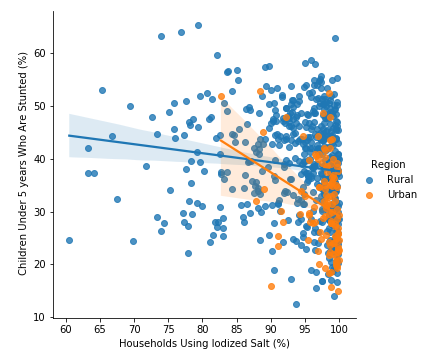 Children Under 5 years Who Are Stunted (%)
60
50
40
30
20
10
60 65 70 75 80 85 90 95 100
Households Using Iodized Salt (%)
Region
Rural
Urban